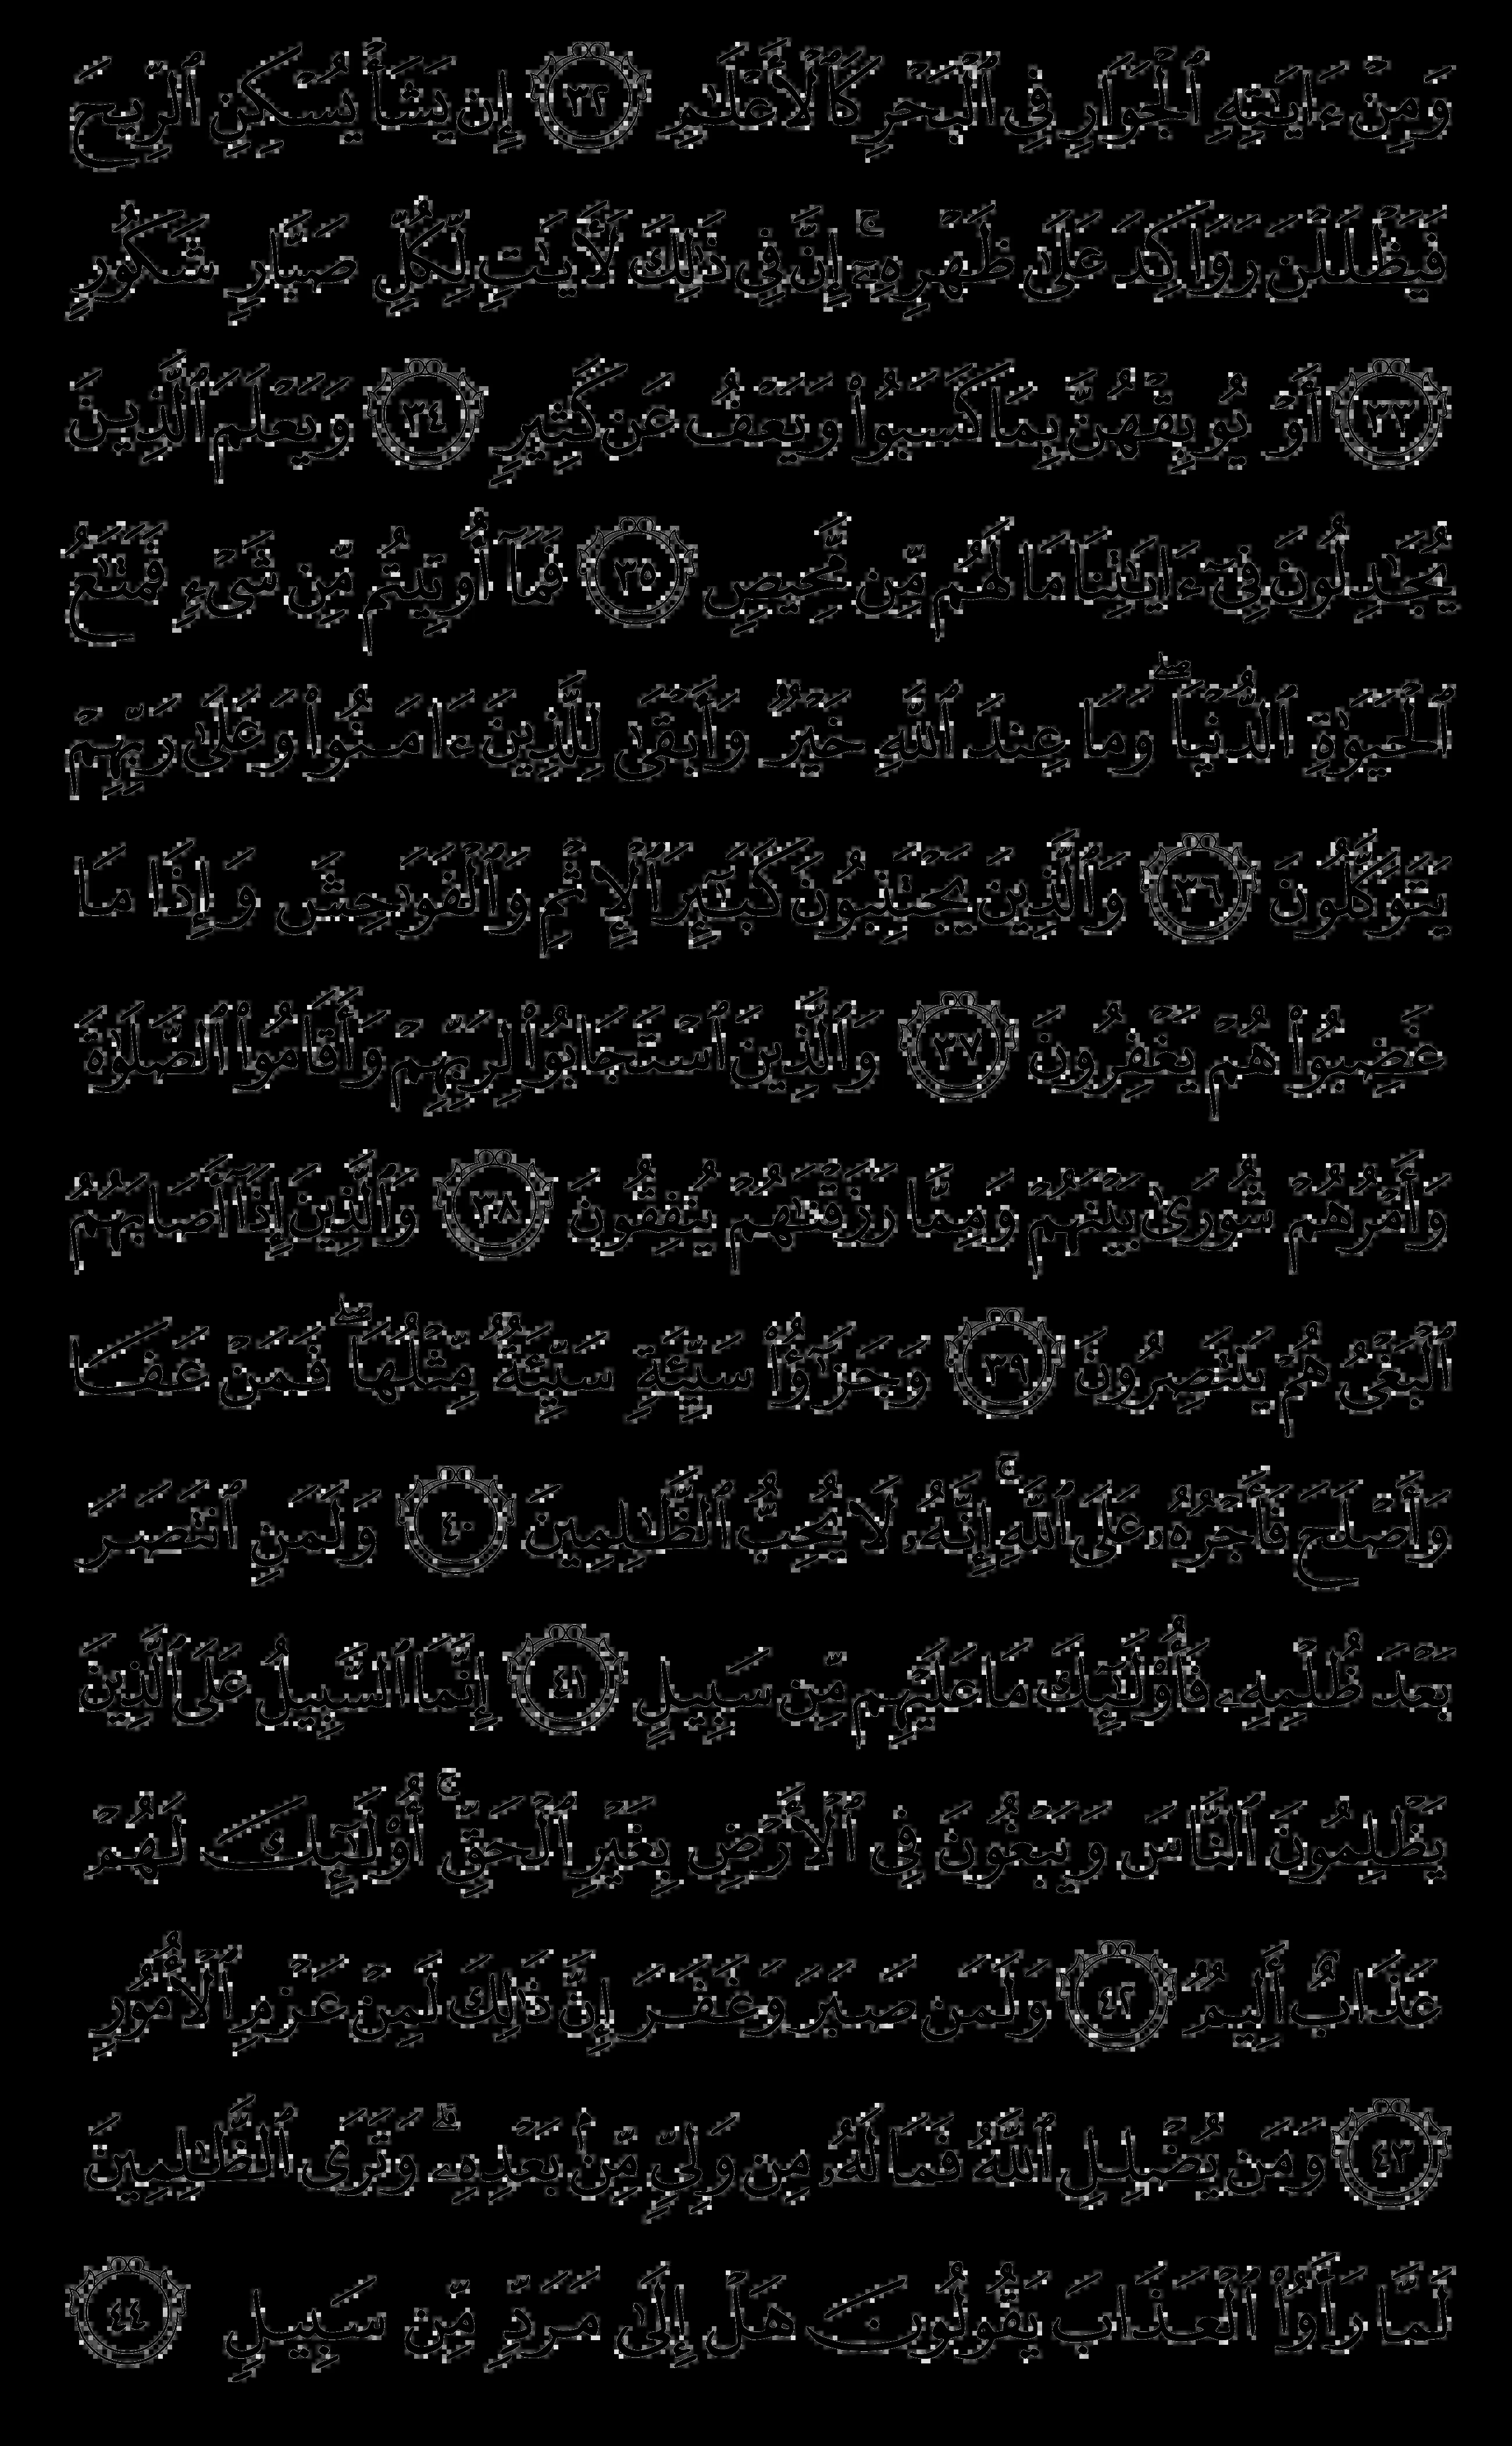 وَمِنْ ءَايَٰتِهِ ٱلْجَوَارِ فِى ٱلْبَحْرِ كَٱلْأَعْلَٰمِ ٣٢ إِن يَشَأْ يُسْكِنِ ٱلرِّيحَ
فَيَظْلَلْنَ رَوَاكِدَ عَلَىٰ ظَهْرِهِۦٓ ۚ إِنَّ فِى ذَٰلِكَ لَءَايَٰتٍ لِّكُلِّ صَبَّارٍ شَكُورٍ
٣٣ أَوْ يُوبِقْهُنَّ بِمَا كَسَبُوا۟ وَيَعْفُ عَن كَثِيرٍ ٣٤ وَيَعْلَمَ ٱلَّذِينَ
يُجَٰدِلُونَ فِىٓ ءَايَٰتِنَا مَا لَهُم مِّن مَّحِيصٍ ٣٥ فَمَآ أُوتِيتُم مِّن شَىْءٍ فَمَتَٰعُ
ٱلْحَيَوٰةِ ٱلدُّنْيَا ۖ وَمَا عِندَ ٱللَّهِ خَيْرٌ وَأَبْقَىٰ لِلَّذِينَ ءَامَنُوا۟ وَعَلَىٰ رَبِّهِمْ
يَتَوَكَّلُونَ ٣٦ وَٱلَّذِينَ يَجْتَنِبُونَ كَبَٰٓئِرَ ٱلْإِثْمِ وَٱلْفَوَٰحِشَ وَإِذَا مَا
غَضِبُوا۟ هُمْ يَغْفِرُونَ ٣٧ وَٱلَّذِينَ ٱسْتَجَابُوا۟ لِرَبِّهِمْ وَأَقَامُوا۟ ٱلصَّلَوٰةَ
وَأَمْرُهُمْ شُورَىٰ بَيْنَهُمْ وَمِمَّا رَزَقْنَٰهُمْ يُنفِقُونَ ٣٨ وَٱلَّذِينَ إِذَآ أَصَابَهُمُ
ٱلْبَغْىُ هُمْ يَنتَصِرُونَ ٣٩ وَجَزَٰٓؤُا۟ سَيِّئَةٍ سَيِّئَةٌ مِّثْلُهَا ۖ فَمَنْ عَفَا
وَأَصْلَحَ فَأَجْرُهُۥ عَلَى ٱللَّهِ ۚ إِنَّهُۥ لَا يُحِبُّ ٱلظَّٰلِمِينَ ٤٠ وَلَمَنِ ٱنتَصَرَ
بَعْدَ ظُلْمِهِۦ فَأُو۟لَٰٓئِكَ مَا عَلَيْهِم مِّن سَبِيلٍ ٤١ إِنَّمَا ٱلسَّبِيلُ عَلَى ٱلَّذِينَ
يَظْلِمُونَ ٱلنَّاسَ وَيَبْغُونَ فِى ٱلْأَرْضِ بِغَيْرِ ٱلْحَقِّ ۚ أُو۟لَٰٓئِكَ لَهُمْ
عَذَابٌ أَلِيمٌ ٤٢ وَلَمَن صَبَرَ وَغَفَرَ إِنَّ ذَٰلِكَ لَمِنْ عَزْمِ ٱلْأُمُورِ
٤٣ وَمَن يُضْلِلِ ٱللَّهُ فَمَا لَهُۥ مِن وَلِىٍّ مِّنۢ بَعْدِهِۦ ۗ وَتَرَى ٱلظَّٰلِمِينَ
لَمَّا رَأَوُا۟ ٱلْعَذَابَ يَقُولُونَ هَلْ إِلَىٰ مَرَدٍّ مِّن سَبِيلٍ ٤٤